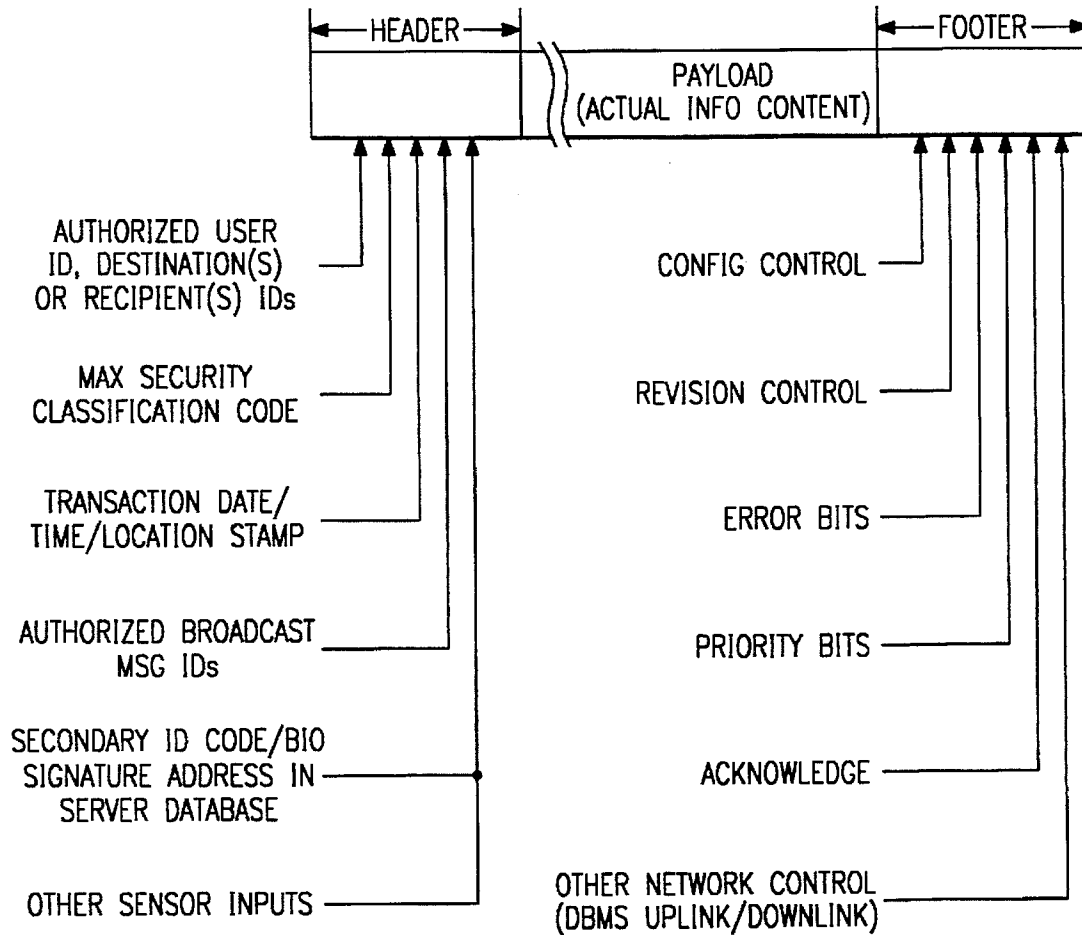 HEADER
FOOTER
PAYLOAD
(ACTUAL INFO CONTENT)
AUTHORIZED USER
ID, DESTINATION(S)
OR RECIPIENT(S) IDs
MAX SECURITY
CLASSIFICATION CODE
TRANSACTION DATE/
TIME/LOCATION STAMP
AUTHORIZED BROADCAST
MSG IDs
SECONDARY ID CODE/BIO
SIGNATURE ADDRESS IN
SERVER DATABASE
OTHER SENSOR INPUTS
CONFIG CONTROL
REVISION CONTROL
ERROR BITS
PRIORITY BITS
ACKNOWLEDGE
OTHER NETWORK CONTROL
(DBMS UPLINK/DOWNLINK)